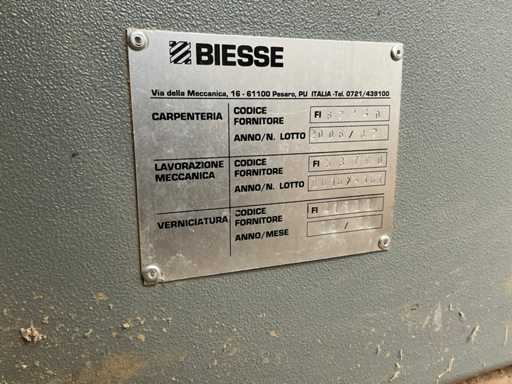 BIESSE
Via della Meccanica, 16 - 61100 Pesaro, PU ITALIA -Tel. 0721/439100
CARPENTERIA
CODICE FORNITORE FI
ANNO/N. LOTTO
LAVORAZIONE MECCANICA
CODICE FORNITORE FI
ANNO/N. LOTTO
VERNICIATURA
CODICE FORNITORE FI
ANNO/MESE